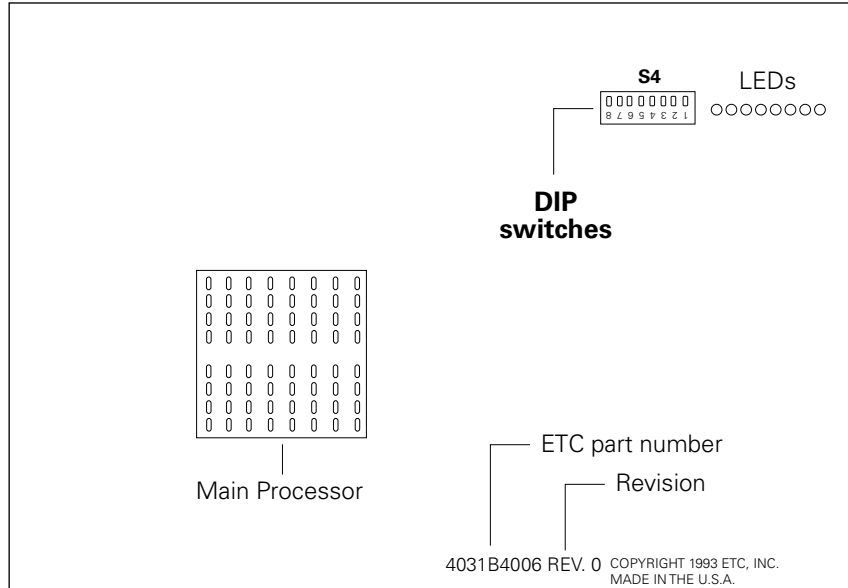 S4
LEDs
8 7 6 5 4 3 2 1
DIP
switches
ETC part number
Main Processor
Revision
4031B4006 REV. 0 COPYRIGHT 1993 ETC, INC.
MADE IN THE U.S.A.